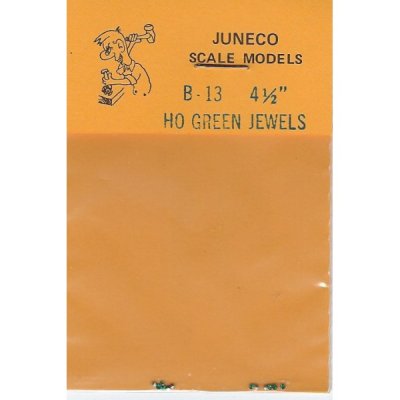 JUNECO
SCALE MODELS
B-13 4½"
HO GREEN JEWELS